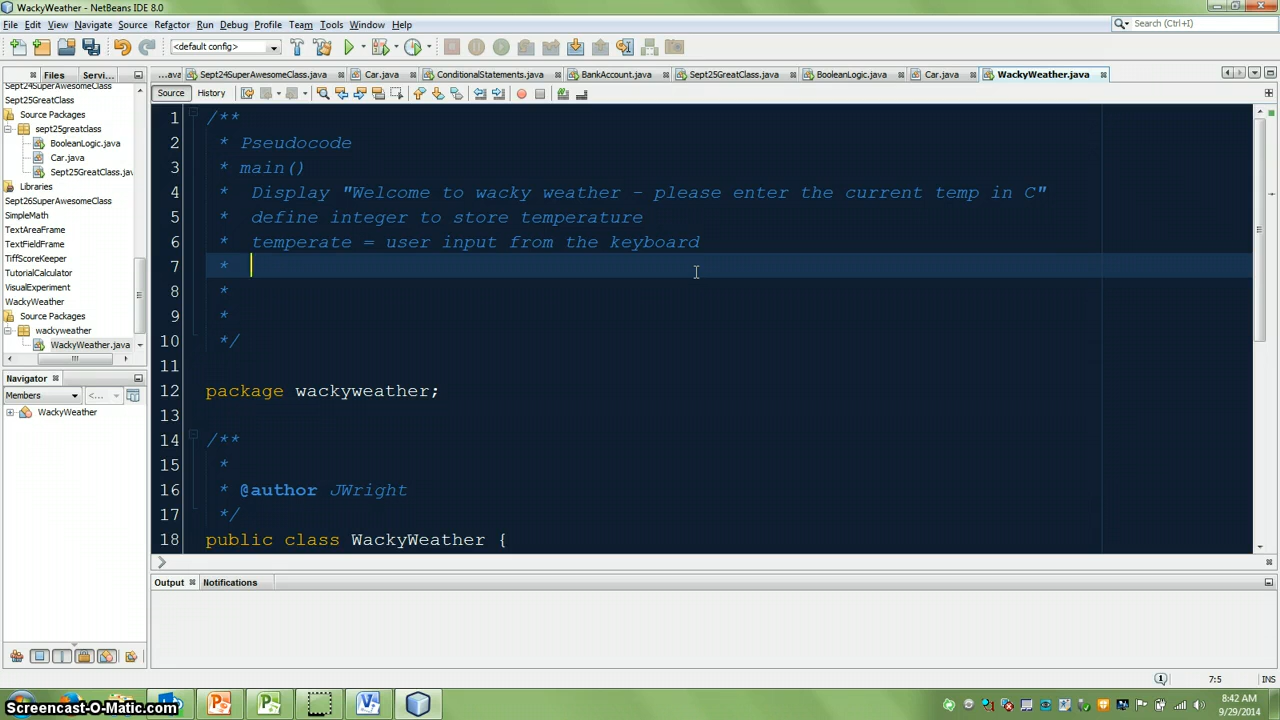 WackyWeather - NetBeans IDE 8.0
File Edit View Navigate Source Refactor Run Debug Profile Team Tools Window Help
Search (Ctrl+I)
<default config>
Files Servi...
...ava Sept24SuperAwesomeClass.java Car.java ConditionalStatements.java BankAccount.java Sept25GreatClass.java BooleanLogic.java Car.java WackyWeather.java
Source History
Sept24SuperAwesomeClass
Sept25GreatClass
Source Packages
sept25greatclass
BooleanLogic.java
Car.java
Sept25GreatClass.java
Libraries
Sept26SuperAwesomeClass
SimpleMath
TextAreaFrame
TextFieldFrame
TiffScoreKeeper
TutorialCalculator
VisualExperiment
WackyWeather
Source Packages
wackyweather
WackyWeather.java
Navigator
Members <...
WackyWeather
1 /**
2 * Pseudocode
3 * main()
4 * Display "Welcome to wacky weather - please enter the current temp in C"
5 * define integer to store temperature
6 * temperate = user input from the keyboard
7 *
8 *
9 *
10 */
11
12 package wackyweather;
13
14 /**
15 *
16 * @author JWright
17 */
18 public class WackyWeather {
Output Notifications
7:5 INS
Screencast-O-Matic.com
8:42 AM
9/29/2014